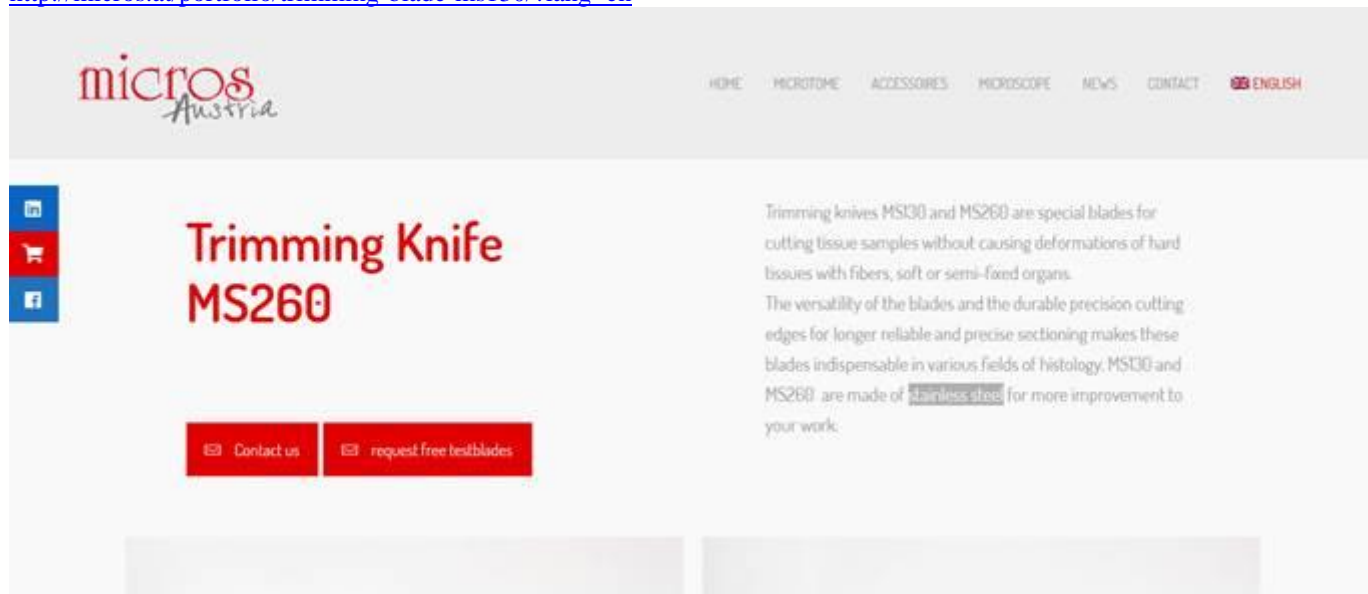 micros
Austria
HOME MICROTOME ACCESSOIRES MICROSCOPE NEWS CONTACT ENGLISH
Trimming Knife
MS260
Contact us
request free testblades
Trimming knives MS130 and MS260 are special blades for
cutting tissue samples without causing deformations of hard
tissues with fibers, soft or semi-fixed organs.
The versatility of the blades and the durable precision cutting
edges for longer reliable and precise sectioning makes these
blades indispensable in various fields of histology. MS130 and
MS260 are made of stainless steel for more improvement to
your work.